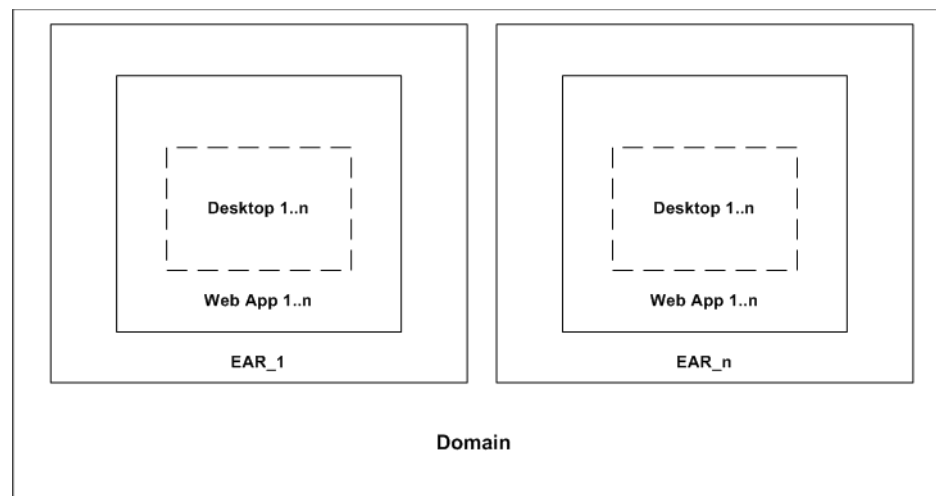 Desktop 1..n
Web App 1..n
EAR_1
Desktop 1..n
Web App 1..n
EAR_n
Domain